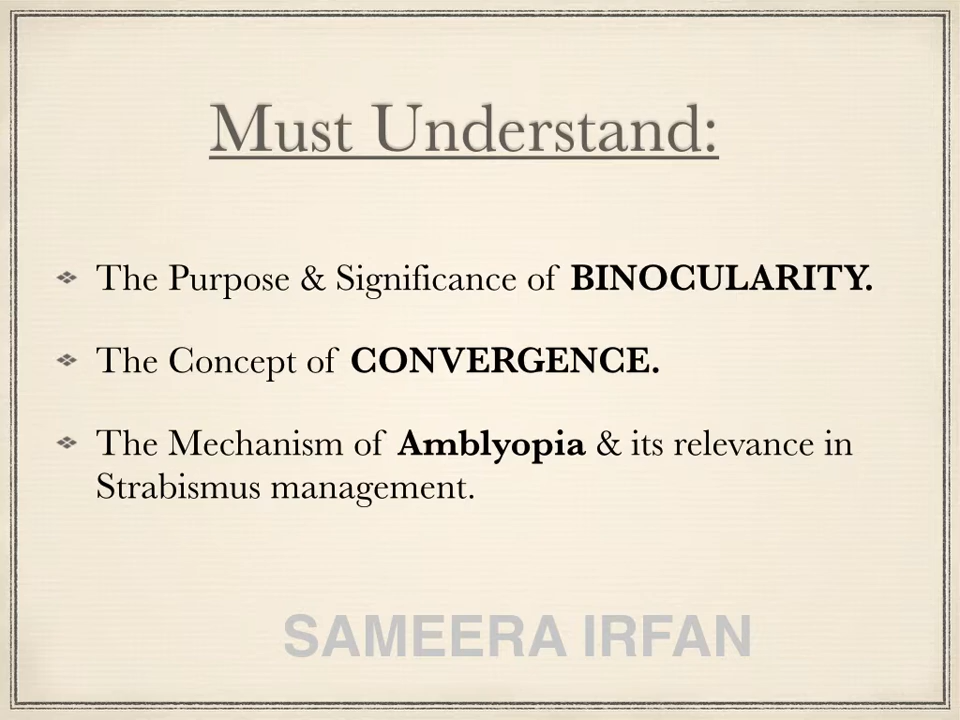 Must Understand:
The Purpose & Significance of BINOCULARITY.
The Concept of CONVERGENCE.
The Mechanism of Amblyopia & its relevance in
Strabismus management.
SAMEERA IRFAN